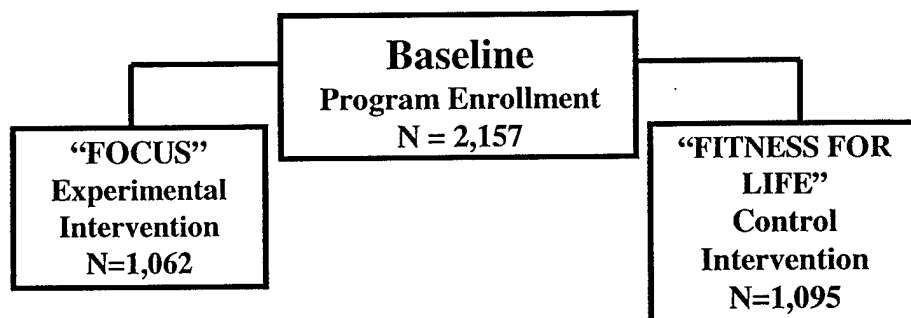 Baseline
Program Enrollment
N = 2,157
“FOCUS”
Experimental
Intervention
N=1,062
“FITNESS FOR
LIFE”
Control
Intervention
N=1,095